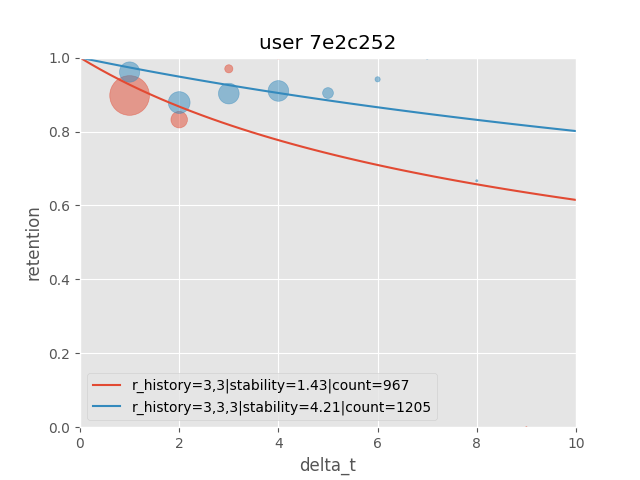 user 7e2c252
1.0
0.8
0.6
0.4
0.2
0.0
retention
r_history=3,3|stability=1.43|count=967
r_history=3,3,3|stability=4.21|count=1205
0 2 4 6 8 10
delta_t